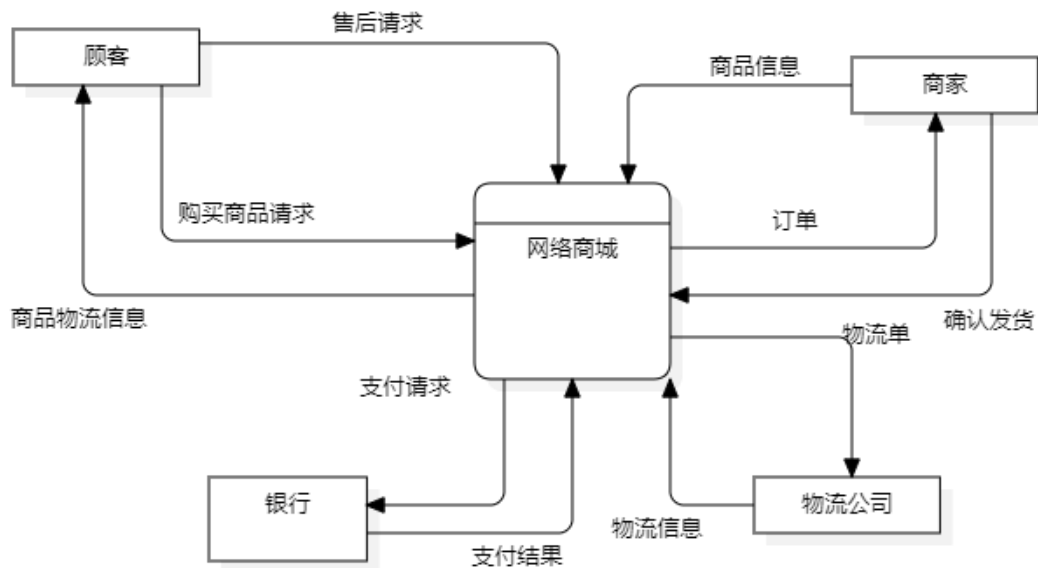 售后请求
顾客
商品信息
商家
购买商品请求
订单
网络商城
商品物流信息
确认发货
物流单
支付请求
银行
物流公司
物流信息
支付结果